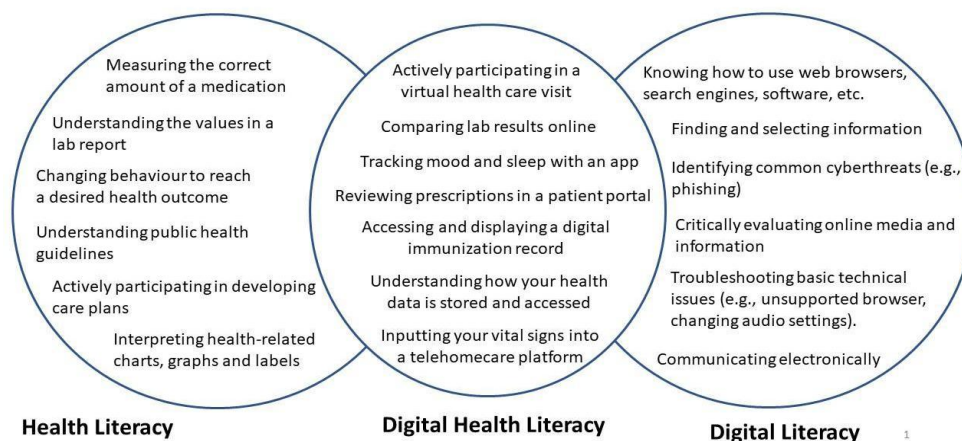 Measuring the correct
amount of a medication
Understanding the values in a
lab report
Changing behaviour to reach
a desired health outcome
Understanding public health
guidelines
Actively participating in developing
care plans
Interpreting health-related
charts, graphs and labels
Health Literacy
Actively participating in a
virtual health care visit
Comparing lab results online
Tracking mood and sleep with an app
Reviewing prescriptions in a patient portal
Accessing and displaying a digital
immunization record
Understanding how your health
data is stored and accessed
Inputting your vital signs into
a telehomecare platform
Digital Health Literacy
Knowing how to use web browsers,
search engines, software, etc.
Finding and selecting information
Identifying common cyberthreats (e.g.,
phishing)
Critically evaluating online media and
information
Troubleshooting basic technical
issues (e.g., unsupported browser,
changing audio settings).
Communicating electronically
Digital Literacy
1